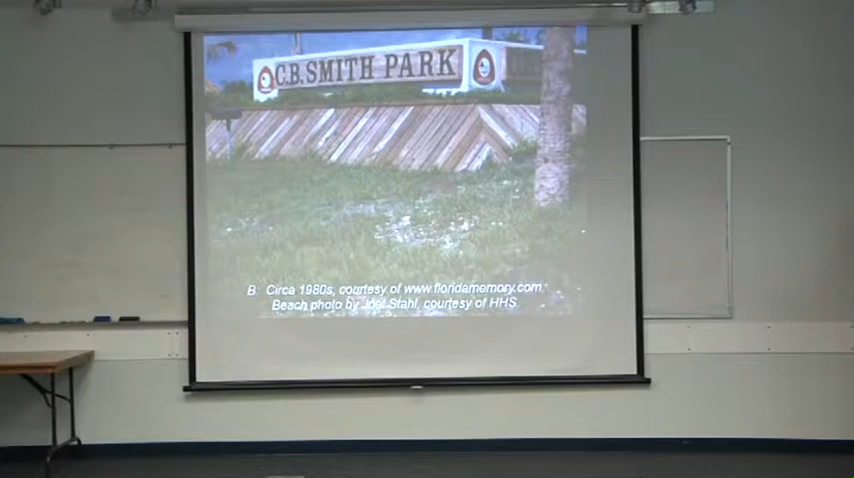 C.B. SMITH PARK
B: Circa 1980s, courtesy of www.floridamemory.com
Beach photo by Joel Stahl, courtesy of HHS